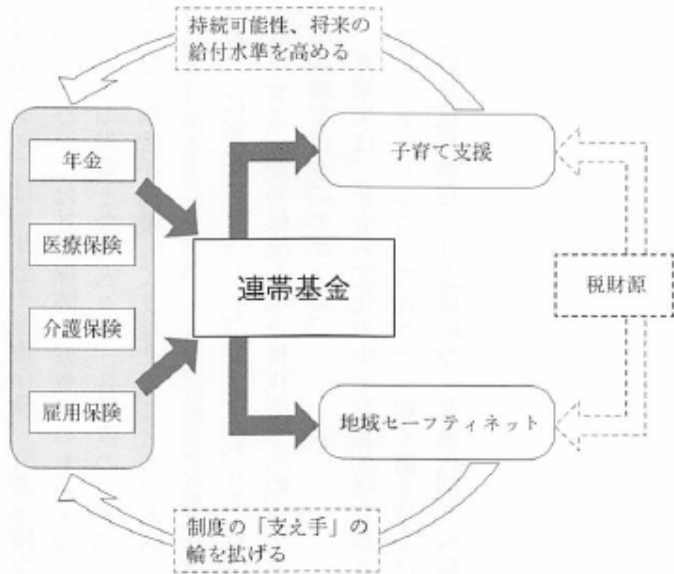 持続可能性、将来の
給付水準を高める
年金
子育て支援
医療保険
連帯基金
税財源
介護保険
雇用保険
地域セーフティネット
制度の「支え手」の
輪を拡げる